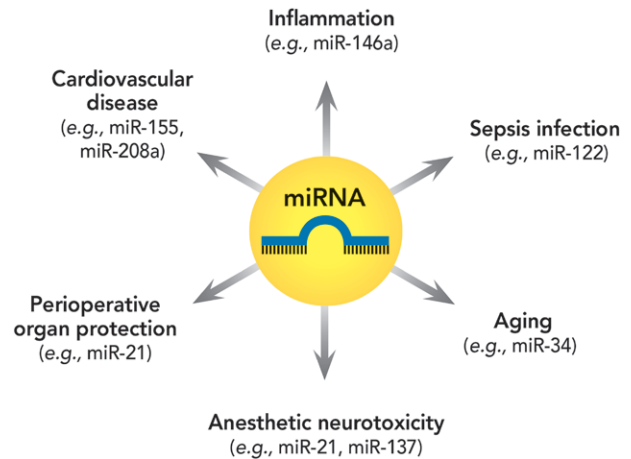 Inflammation
(e.g., miR-146a)
Cardiovascular
disease
(e.g., miR-155,
miR-208a)
Sepsis infection
(e.g., miR-122)
miRNA
Perioperative
organ protection
(e.g., miR-21)
Aging
(e.g., miR-34)
Anesthetic neurotoxicity
(e.g., miR-21, miR-137)